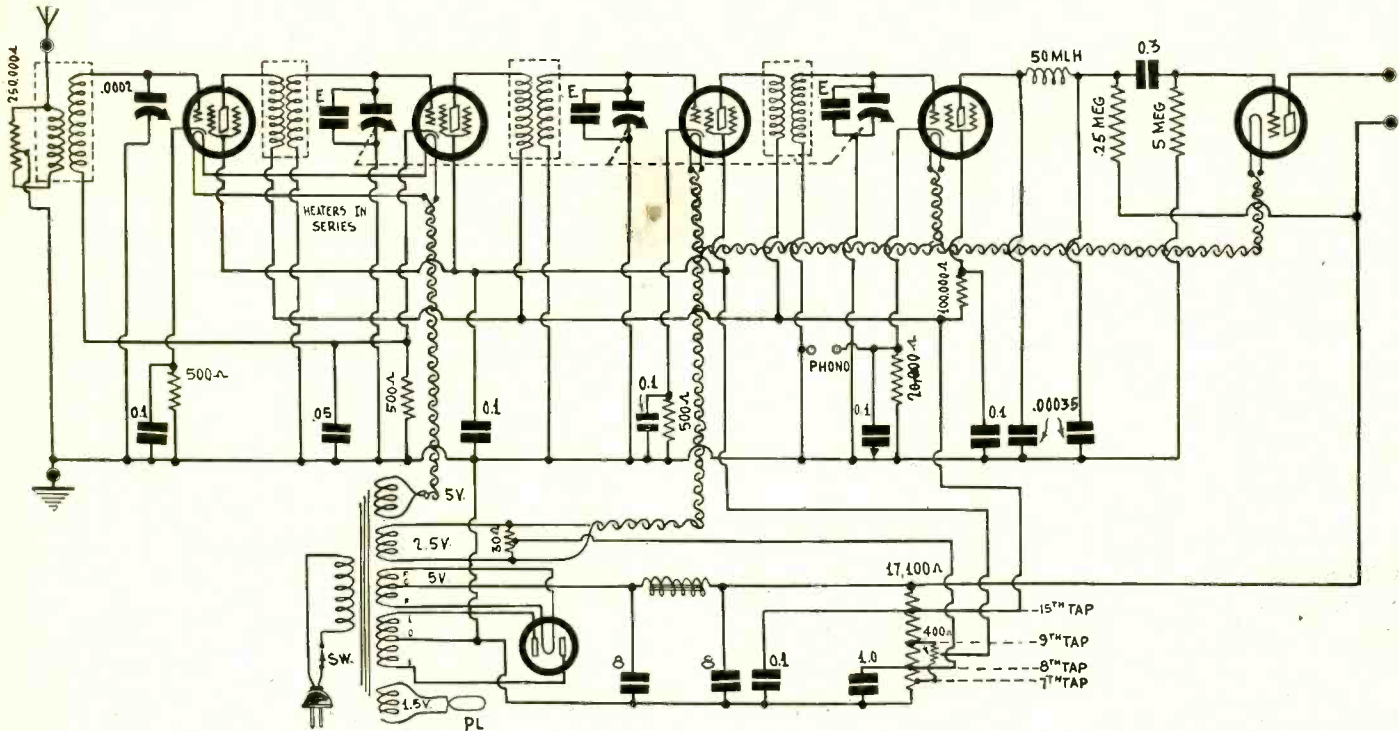 250.000Ω
.0002
E
E
E
50 MLH
0.3
.25 MEG
5 MEG
HEATERS IN
SERIES
100.000Ω
PHONO
500Ω
0.1
.05
500Ω
0.1
0.1
500Ω
0.1
20,000Ω
0.1
.00035
5V.
2.5V.
30Ω
5V.
SW.
1.5V.
PL
8
8
0.1
1.0
17,100Ω
400Ω
15TH TAP
9TH TAP
8TH TAP
7TH TAP